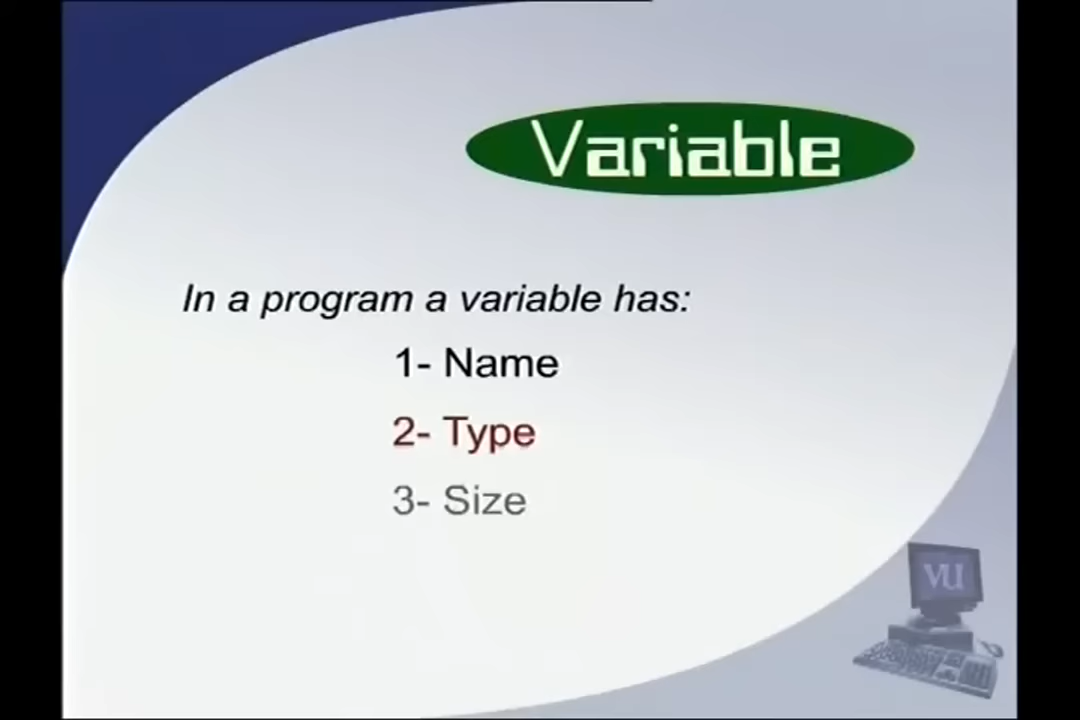 Variable
In a program a variable has:
1- Name
2- Type
3- Size
VU